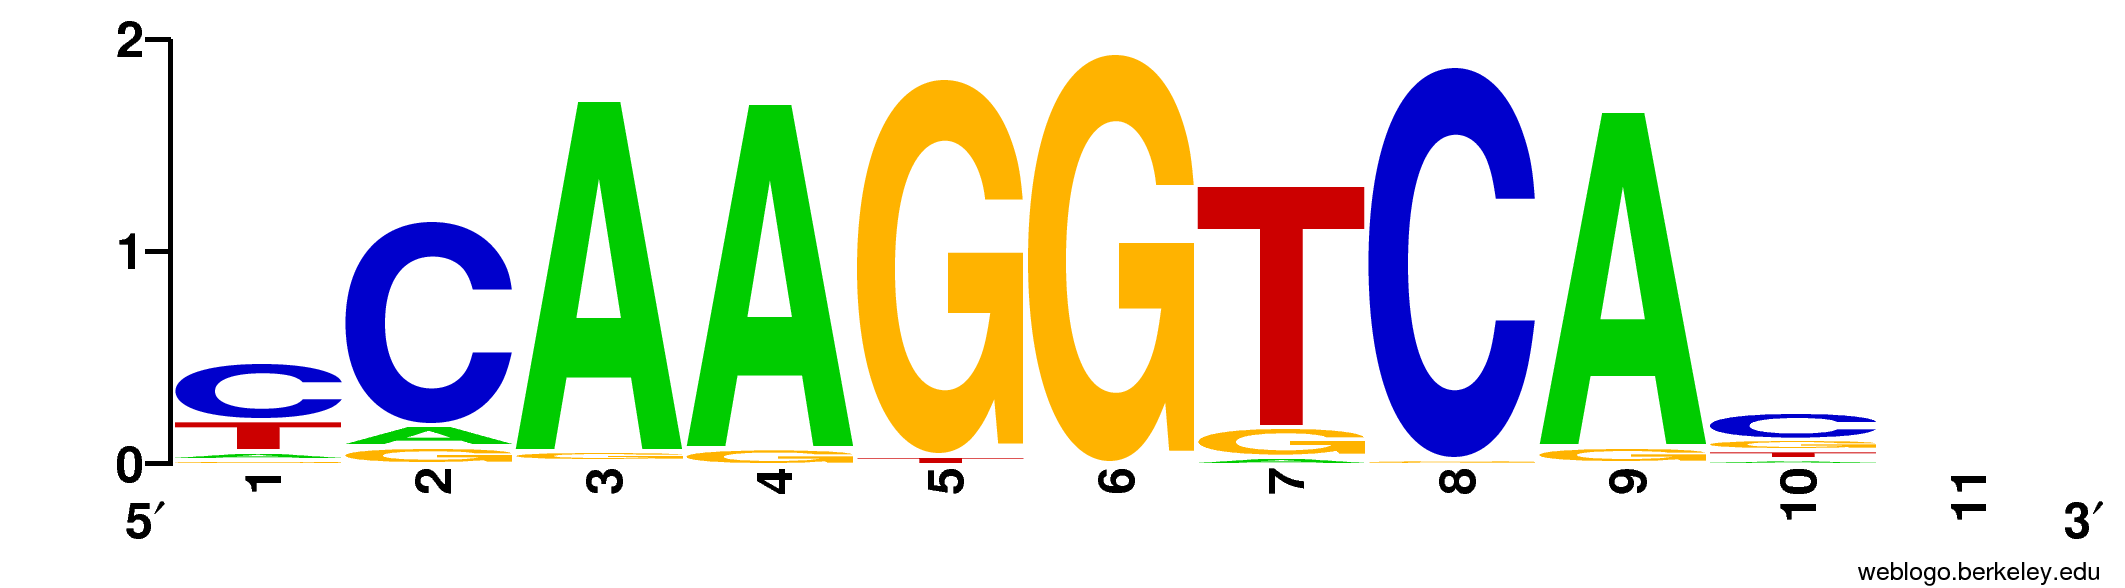 2
1
0
C C A A G G T C A C
T A G G T G G G G
A G A T
G A
1 2 3 4 5 6 7 8 9 10 11
5′ 3′
weblogo.berkeley.edu